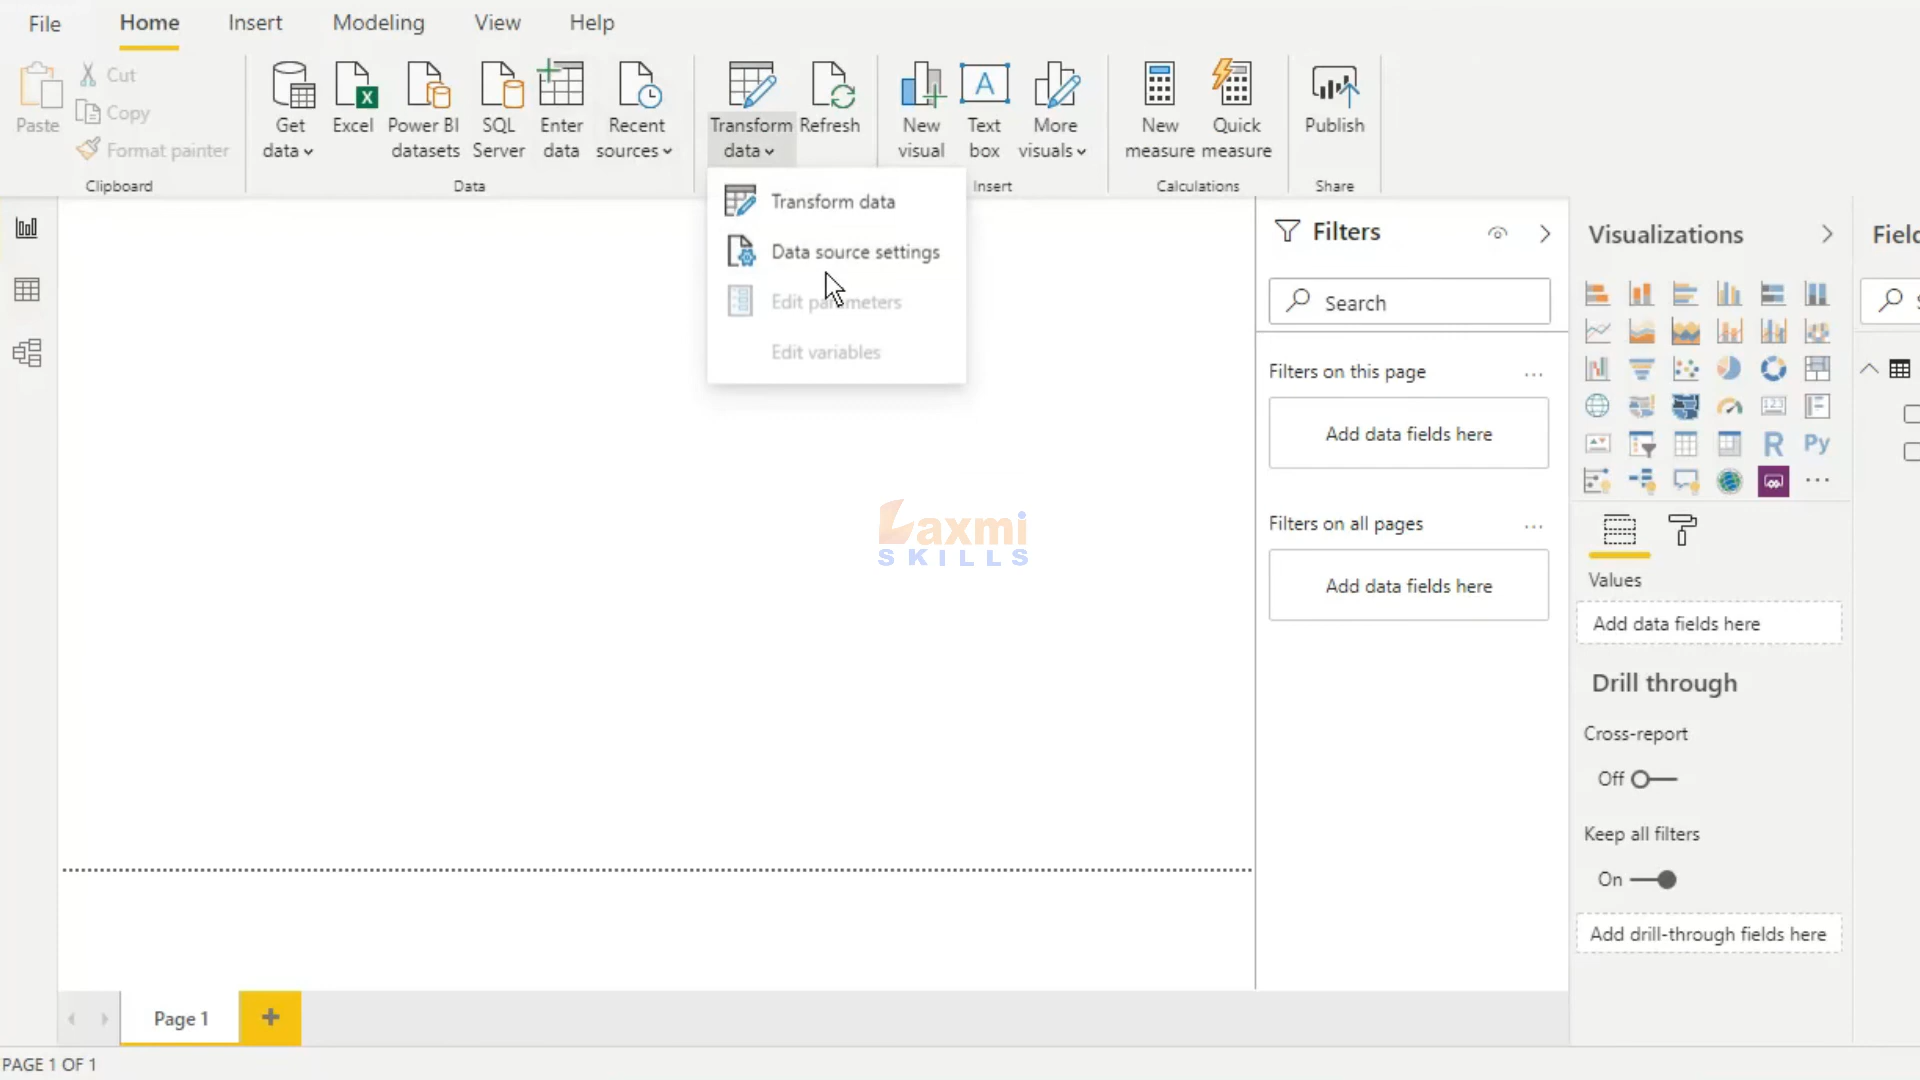 File
Home
Insert
Modeling
View
Help
Paste
Cut
Copy
Format painter
Clipboard
Get
data
Excel
Power BI
datasets
SQL
Server
Enter
data
Recent
sources
Data
Transform
data
Refresh
New
visual
Text
box
More
visuals
Insert
New
measure
Quick
measure
Calculations
Publish
Share
Transform data
Data source settings
Edit parameters
Edit variables
Filters
Search
Filters on this page
...
Add data fields here
Filters on all pages
...
Add data fields here
Visualizations
123
R
Py
...
Values
Add data fields here
Drill through
Cross-report
Off
Keep all filters
On
Add drill-through fields here
Laxmi
SKILLS
Page 1
PAGE 1 OF 1